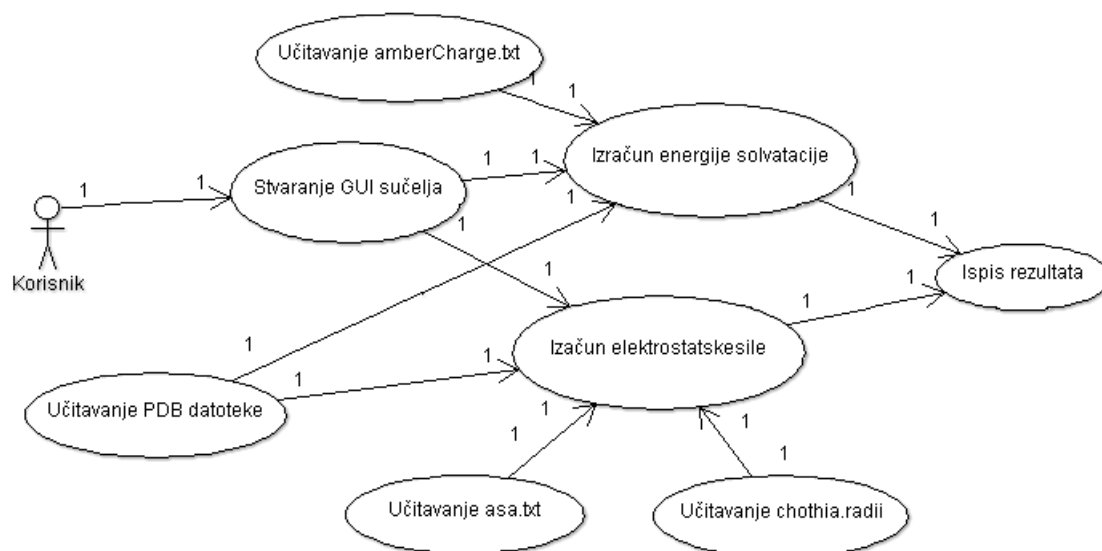 Učitavanje amberCharge.txt
1
1
Izračun energije solvatacije
1
1
1
1
Stvaranje GUI sučelja
1
1
1
1
Korisnik
1
1
Ispis rezultata
1
1
1
Izačun elektrostatskesile
1
1
Učitavanje PDB datoteke
1
1
1
1
Učitavanje asa.txt
Učitavanje chothia.radii